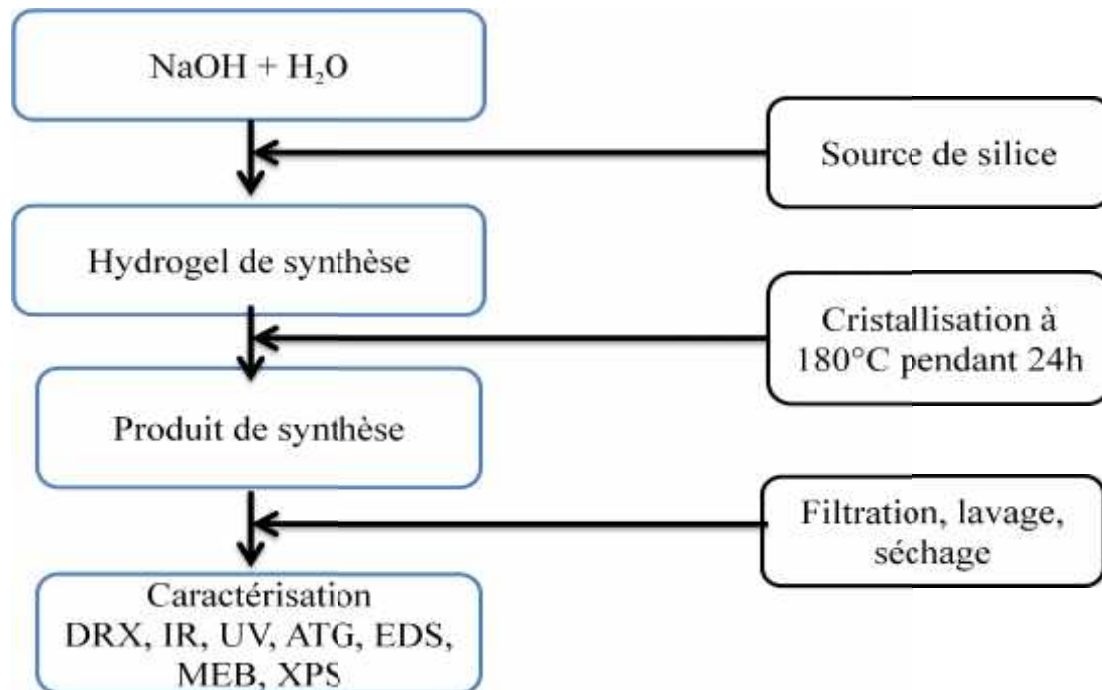 NaOH + H₂O
Source de silice
Hydrogel de synthèse
Cristallisation à
180°C pendant 24h
Produit de synthèse
Filtration, lavage,
séchage
Caractérisation
DRX, IR, UV, ATG, EDS,
MEB, XPS